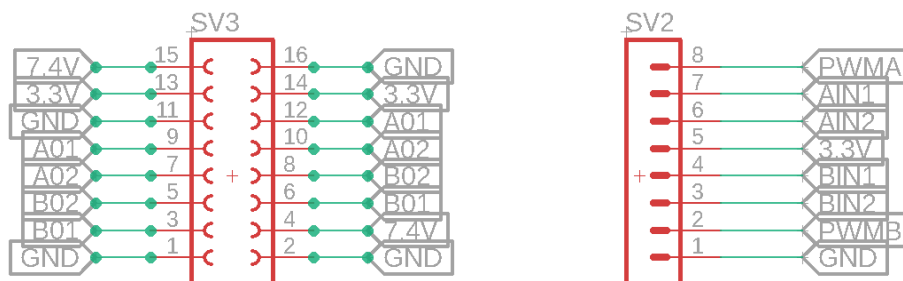 SV3 SV2
7.4V 15 16 GND 8 PWMA
3.3V 13 14 3.3V 7 AIN1
GND 11 12 A01 6 AIN2
A01 9 10 A02 5 3.3V
A02 7 8 B02 4 BIN1
B02 5 6 B01 3 BIN2
B01 3 4 7.4V 2 PWMB
GND 1 2 GND 1 GND